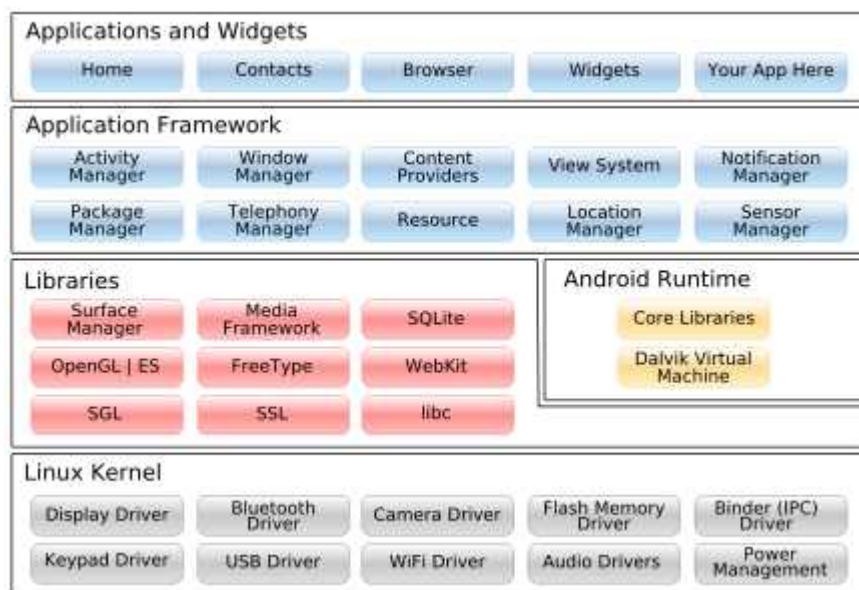 Applications and Widgets
Home
Contacts
Browser
Widgets
Your App Here
Application Framework
Activity
Manager
Window
Manager
Content
Providers
View System
Notification
Manager
Package
Manager
Telephony
Manager
Resource
Location
Manager
Sensor
Manager
Libraries
Surface
Manager
Media
Framework
SQLite
OpenGL | ES
FreeType
WebKit
SGL
SSL
libc
Android Runtime
Core Libraries
Dalvik Virtual
Machine
Linux Kernel
Display Driver
Bluetooth
Driver
Camera Driver
Flash Memory
Driver
Binder (IPC)
Driver
Keypad Driver
USB Driver
WiFi Driver
Audio Drivers
Power
Management